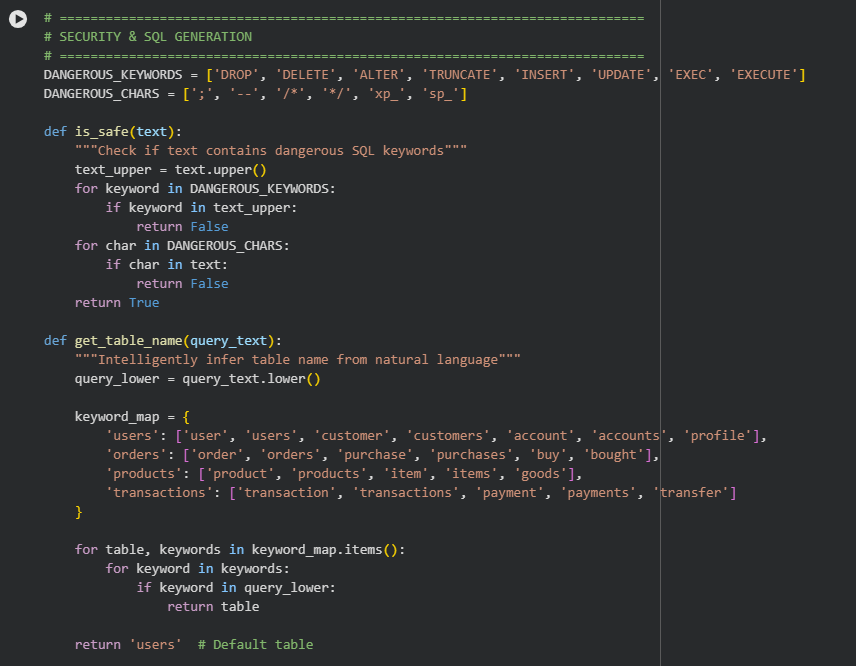 # ============================================================================
# SECURITY & SQL GENERATION
# ============================================================================
DANGEROUS_KEYWORDS = ['DROP', 'DELETE', 'ALTER', 'TRUNCATE', 'INSERT', 'UPDATE', 'EXEC', 'EXECUTE']
DANGEROUS_CHARS = [';', '--', '/*', '*/', 'xp_', 'sp_']

def is_safe(text):
    """Check if text contains dangerous SQL keywords"""
    text_upper = text.upper()
    for keyword in DANGEROUS_KEYWORDS:
        if keyword in text_upper:
            return False
    for char in DANGEROUS_CHARS:
        if char in text:
            return False
    return True

def get_table_name(query_text):
    """Intelligently infer table name from natural language"""
    query_lower = query_text.lower()

    keyword_map = {
        'users': ['user', 'users', 'customer', 'customers', 'account', 'accounts', 'profile'],
        'orders': ['order', 'orders', 'purchase', 'purchases', 'buy', 'bought'],
        'products': ['product', 'products', 'item', 'items', 'goods'],
        'transactions': ['transaction', 'transactions', 'payment', 'payments', 'transfer']
    }

    for table, keywords in keyword_map.items():
        for keyword in keywords:
            if keyword in query_lower:
                return table

    return 'users'  # Default table